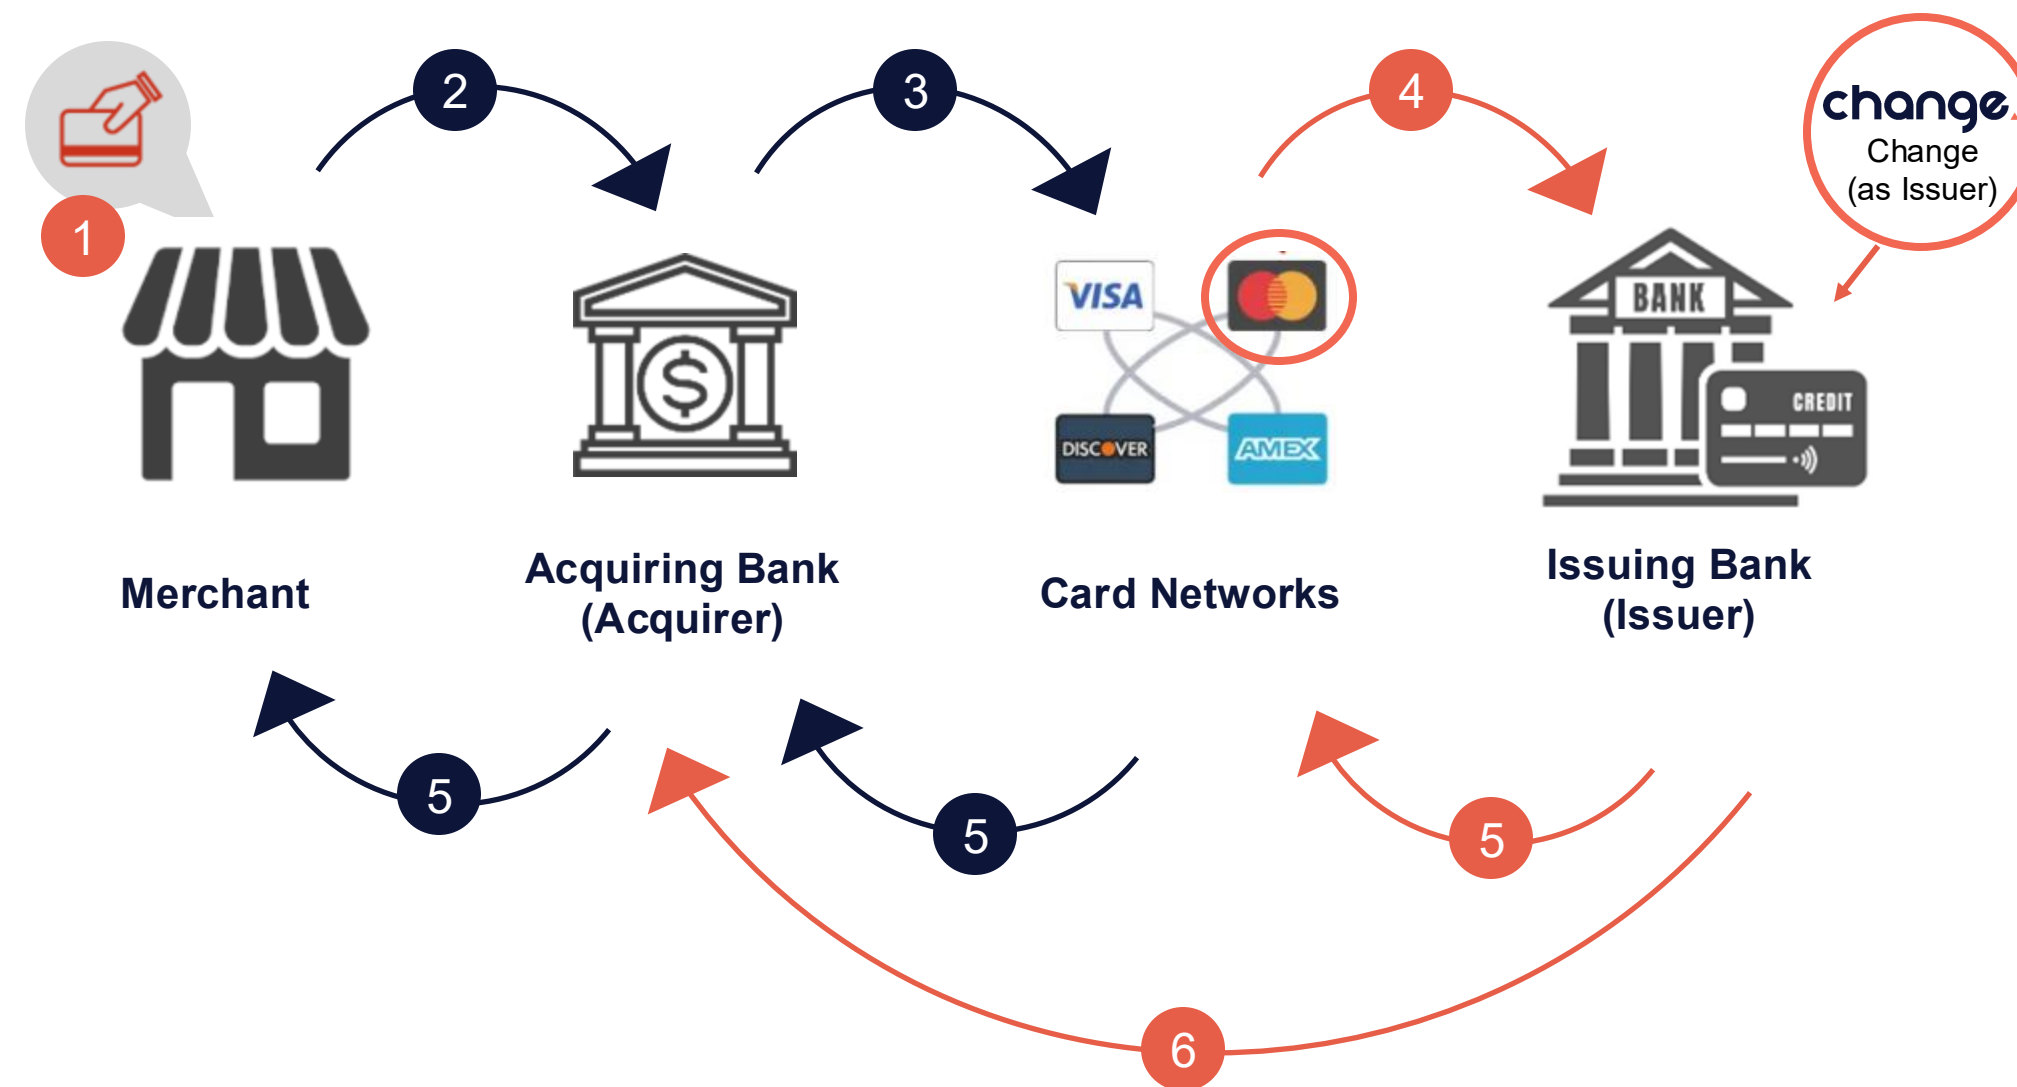 2
3
4
change
Change
(as Issuer)
1
BANK
VISA
CREDIT
DISCOVER
AMEX
Merchant
Acquiring Bank
(Acquirer)
Card Networks
Issuing Bank
(Issuer)
5
5
5
6